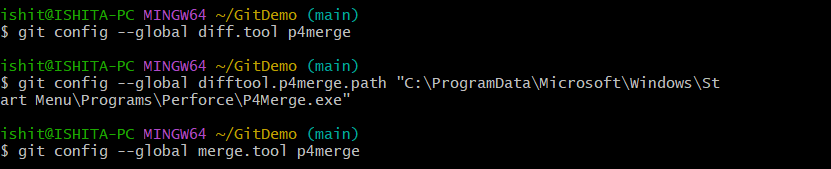 ishit@ISHITA-PC MINGW64 ~/GitDemo (main)
$ git config --global diff.tool p4merge
ishit@ISHITA-PC MINGW64 ~/GitDemo (main)
$ git config --global difftool.p4merge.path "C:\ProgramData\Microsoft\Windows\St
art Menu\Programs\Perforce\P4Merge.exe"
ishit@ISHITA-PC MINGW64 ~/GitDemo (main)
$ git config --global merge.tool p4merge